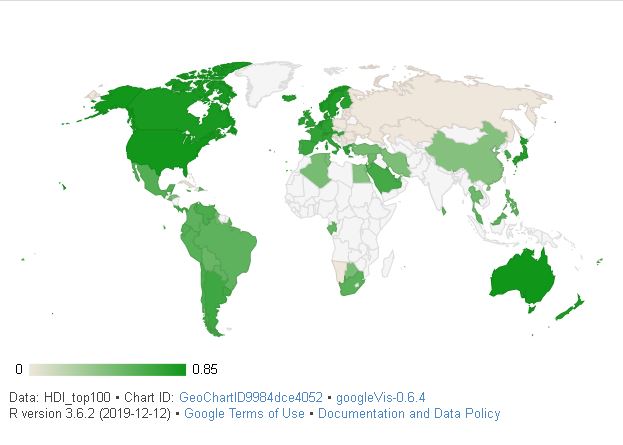 0 0.85
Data: HDI_top100 • Chart ID: GeoChartID9984dce4052 • googleVis-0.6.4
R version 3.6.2 (2019-12-12) • Google Terms of Use • Documentation and Data Policy